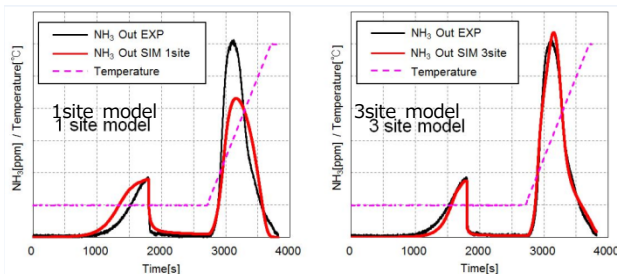 NH₃ Out EXP
NH₃ Out SIM 1site
Temperature
1site model
1 site model
NH₃[ppm] / Temperature[℃]
0 1000 2000 3000 4000
Time[s]
NH₃ Out EXP
NH₃ Out SIM 3site
Temperature
3site model
3 site model
NH₃[ppm] / Temperature[℃]
0 1000 2000 3000 4000
Time[s]